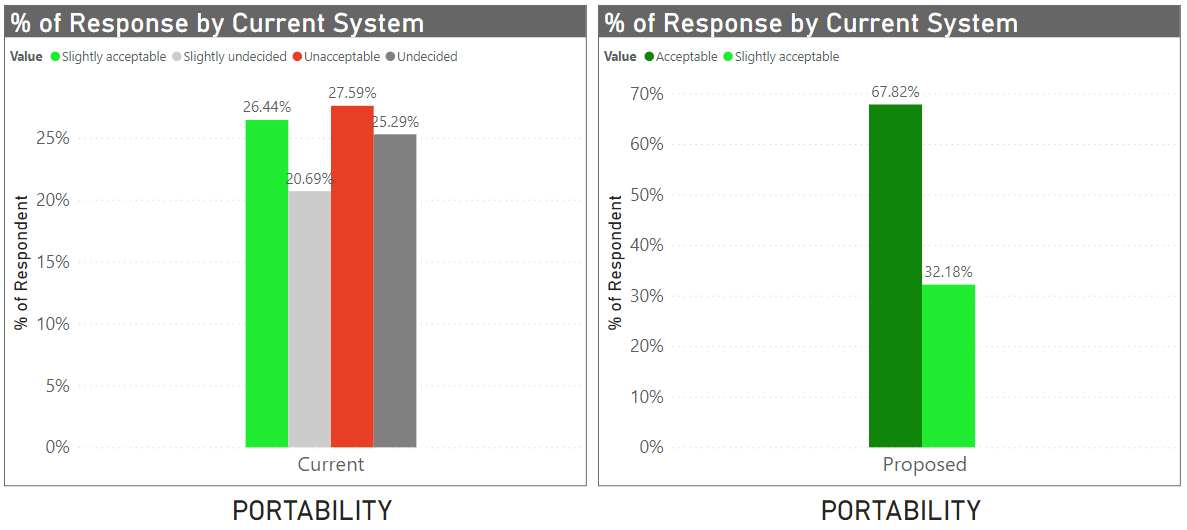 % of Response by Current System
Value Slightly acceptable Slightly undecided Unacceptable Undecided
% of Respondent
25%
20%
15%
10%
5%
0%
26.44%
20.69%
27.59%
25.29%
Current
PORTABILITY
% of Response by Current System
Value Acceptable Slightly acceptable
% of Respondent
70%
60%
50%
40%
30%
20%
10%
0%
67.82%
32.18%
Proposed
PORTABILITY